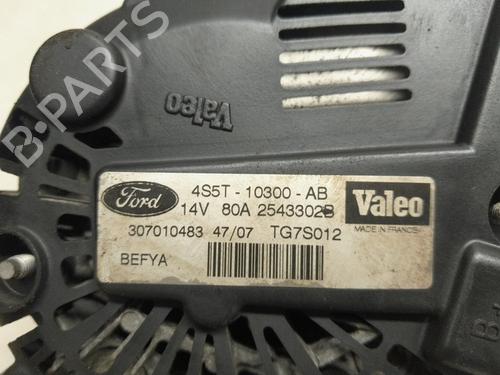 B-PARTS
Valeo
Ford
4S5T - 10300 - AB
14V 80A 2543302B
Valeo
MADE IN FRANCE
307010483 47/07 TG7S012
BEFYA
B+